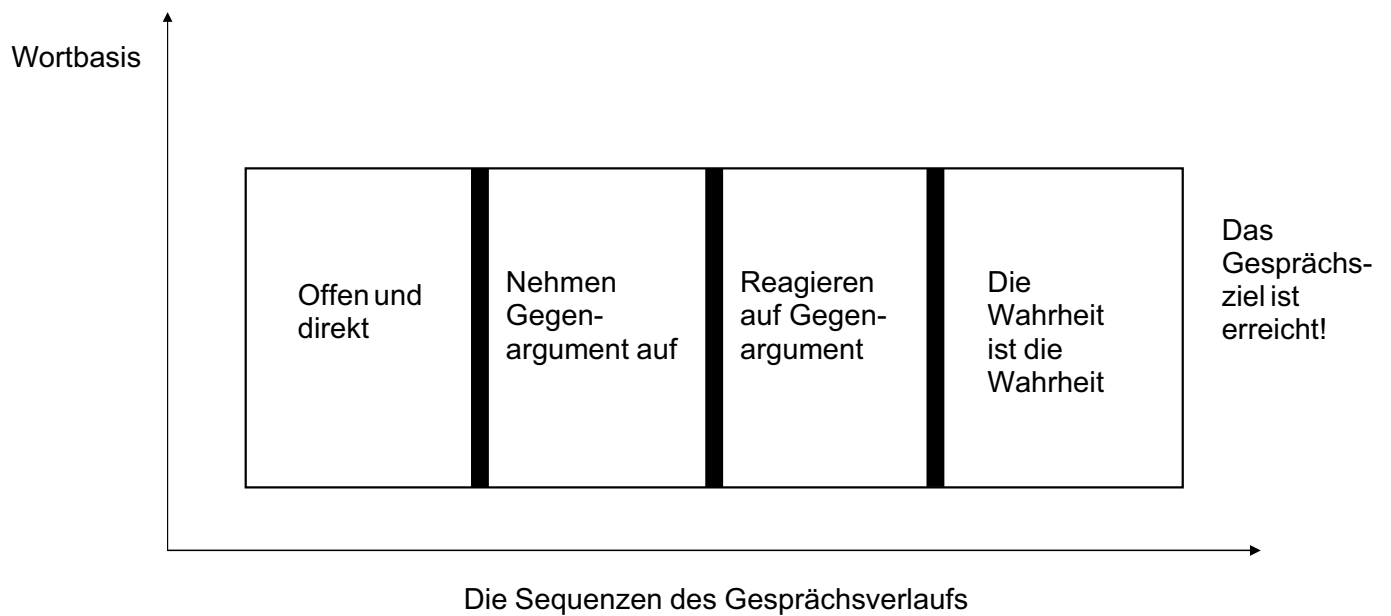 Wortbasis
Offen und
direkt
Nehmen
Gegen-
argument auf
Reagieren
auf Gegen-
argument
Die
Wahrheit
ist die
Wahrheit
Das
Gesprächs-
ziel ist
erreicht!
Die Sequenzen des Gesprächsverlaufs